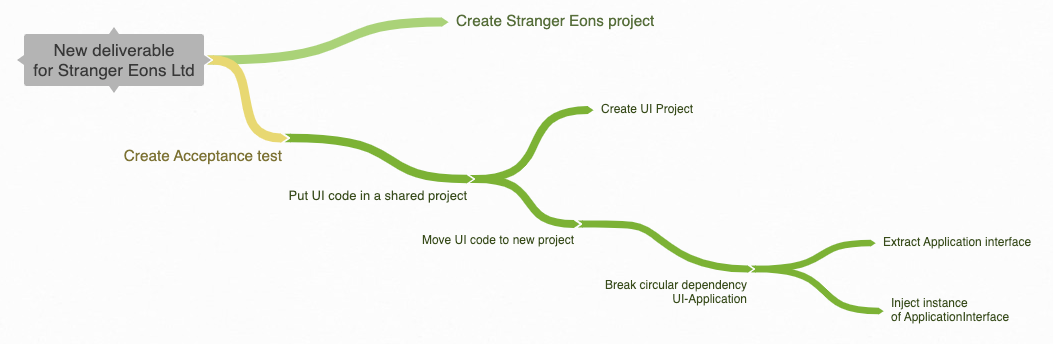 New deliverable
for Stranger Eons Ltd
Create Stranger Eons project
Create Acceptance test
Put UI code in a shared project
Create UI Project
Move UI code to new project
Break circular dependency
UI-Application
Extract Application interface
Inject instance
of ApplicationInterface